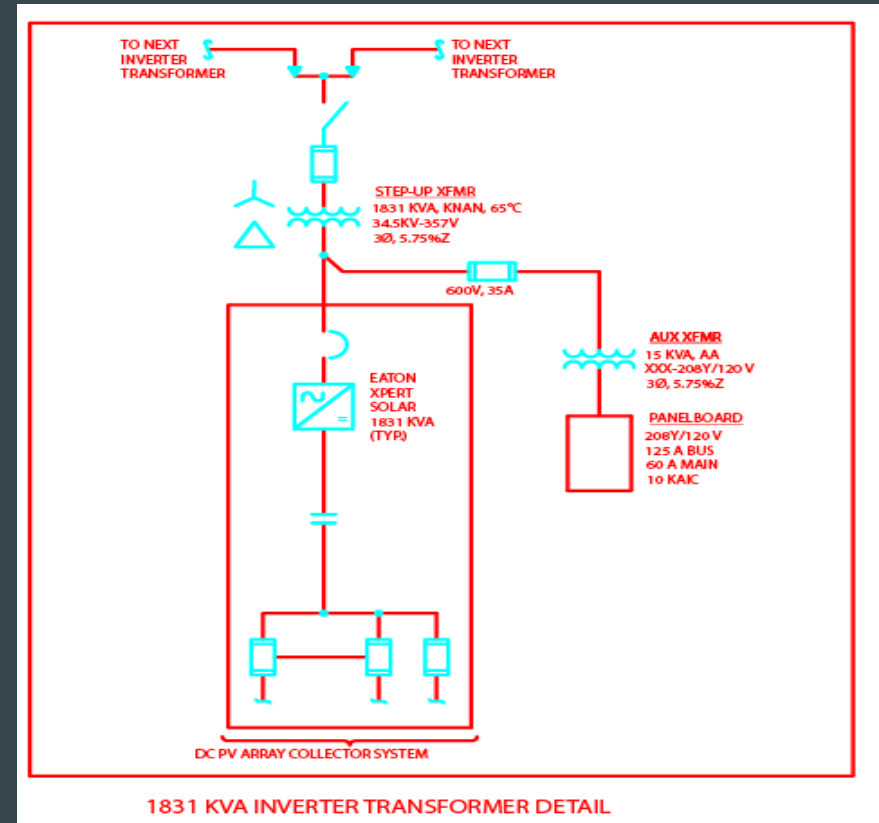 TO NEXT
INVERTER
TRANSFORMER
TO NEXT
INVERTER
TRANSFORMER
STEP-UP XFMR
1831 KVA, KNAN, 65°C
34.5KV-357V
3Ø, 5.75%Z
600V, 35A
AUX XFMR
15 KVA, AA
XXX-208Y/120 V
3Ø, 5.75%Z
EATON
XPERT
SOLAR
1831 KVA
(TYP.)
PANELBOARD
208Y/120 V
125 A BUS
60 A MAIN
10 KAIC
DC PV ARRAY COLLECTOR SYSTEM
1831 KVA INVERTER TRANSFORMER DETAIL